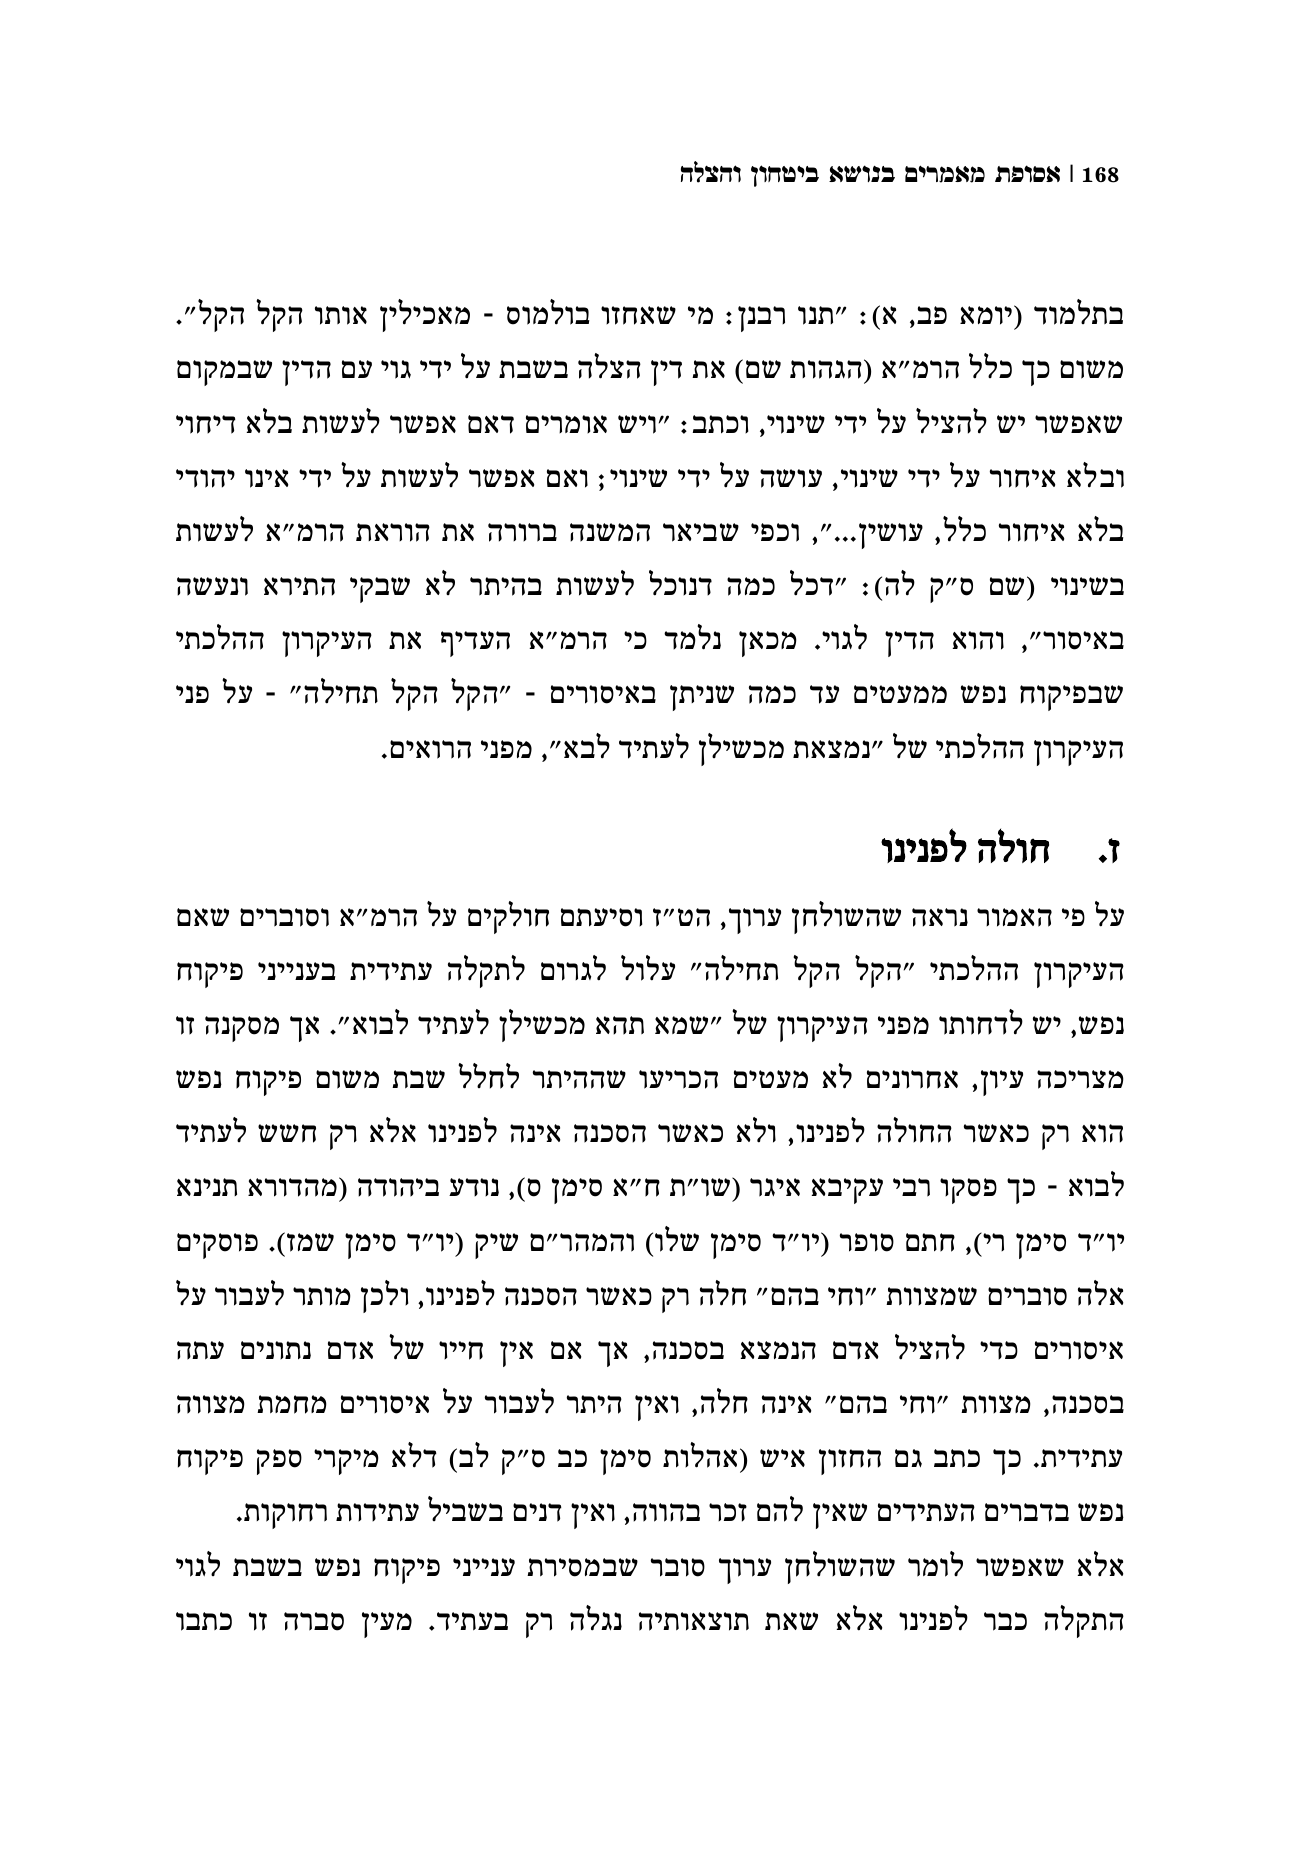 168 | אסופת מאמרים בנושא ביטחון והצלה
בתלמוד (יומא פב, א): ״תנו רבנן: מי שאחזו בולמוס - מאכילין אותו הקל הקל״.
משום כך כלל הרמ״א (הגהות שם) את דין הצלה בשבת על ידי גוי עם הדין שבמקום
שאפשר יש להציל על ידי שינוי, וכתב: ״ויש אומרים דאם אפשר לעשות בלא דיחוי
ובלא איחור על ידי שינוי, עושה על ידי שינוי; ואם אפשר לעשות על ידי אינו יהודי
בלא איחור כלל, עושין...״, וכפי שביאר המשנה ברורה את הוראת הרמ״א לעשות
בשינוי (שם ס״ק לה): ״דכל כמה דנוכל לעשות בהיתר לא שבקי התירא ונעשה
באיסור״, והוא הדין לגוי. מכאן נלמד כי הרמ״א העדיף את העיקרון ההלכתי
שבפיקוח נפש ממעטים עד כמה שניתן באיסורים - ״הקל הקל תחילה״ - על פני
העיקרון ההלכתי של ״נמצאת מכשילן לעתיד לבא״, מפני הרואים.
ז. חולה לפנינו
על פי האמור נראה שהשולחן ערוך, הט״ז וסיעתם חולקים על הרמ״א וסוברים שאם
העיקרון ההלכתי ״הקל הקל תחילה״ עלול לגרום לתקלה עתידית בענייני פיקוח
נפש, יש לדחותו מפני העיקרון של ״שמא תהא מכשילן לעתיד לבוא״. אך מסקנה זו
מצריכה עיון, אחרונים לא מעטים הכריעו שההיתר לחלל שבת משום פיקוח נפש
הוא רק כאשר החולה לפנינו, ולא כאשר הסכנה אינה לפנינו אלא רק חשש לעתיד
לבוא - כך פסקו רבי עקיבא איגר (שו״ת ח״א סימן ס), נודע ביהודה (מהדורא תנינא
יו״ד סימן רי), חתם סופר (יו״ד סימן שלו) והמהר״ם שיק (יו״ד סימן שמז). פוסקים
אלה סוברים שמצוות ״וחי בהם״ חלה רק כאשר הסכנה לפנינו, ולכן מותר לעבור על
איסורים כדי להציל אדם הנמצא בסכנה, אך אם אין חייו של אדם נתונים עתה
בסכנה, מצוות ״וחי בהם״ אינה חלה, ואין היתר לעבור על איסורים מחמת מצווה
עתידית. כך כתב גם החזון איש (אהלות סימן כב ס״ק לב) דלא מיקרי ספק פיקוח
נפש בדברים העתידים שאין להם זכר בהווה, ואין דנים בשביל עתידות רחוקות.
אלא שאפשר לומר שהשולחן ערוך סובר שבמסירת ענייני פיקוח נפש בשבת לגוי
התקלה כבר לפנינו אלא שאת תוצאותיה נגלה רק בעתיד. מעין סברה זו כתבו